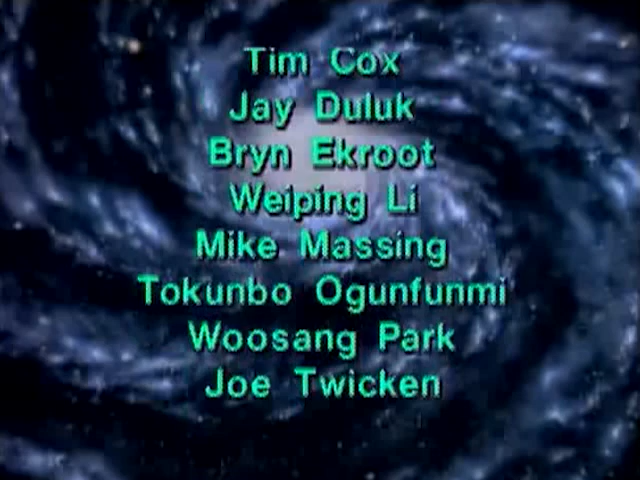 Tim Cox
Jay Duluk
Bryn Ekroot
Weiping Li
Mike Massing
Tokunbo Ogunfunmi
Woosang Park
Joe Twicken